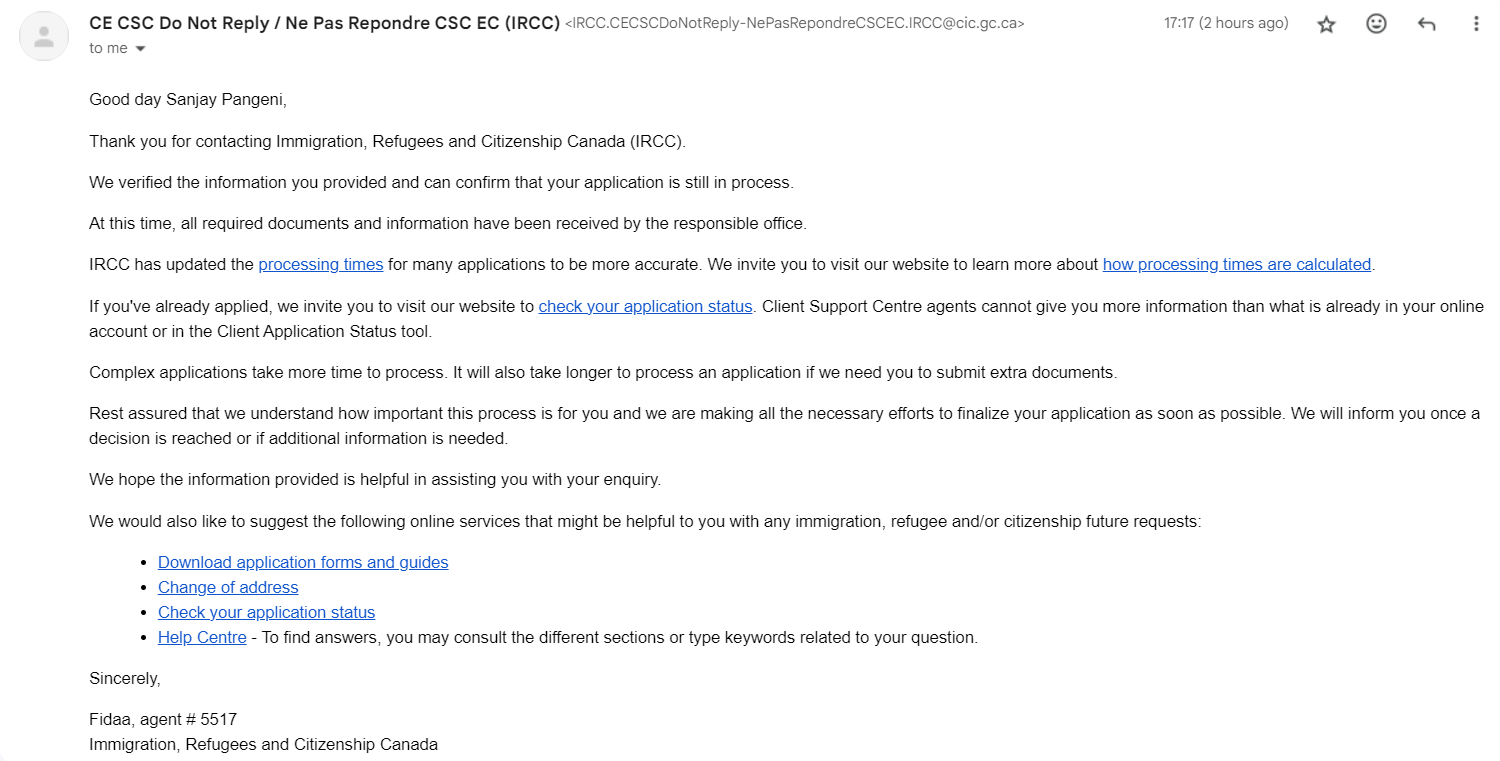 CE CSC Do Not Reply / Ne Pas Repondre CSC EC (IRCC) <IRCC.CECSCDoNotReply-NePasRepondreCSCEC.IRCC@cic.gc.ca> 17:17 (2 hours ago)
to me
Good day Sanjay Pangeni,
Thank you for contacting Immigration, Refugees and Citizenship Canada (IRCC).
We verified the information you provided and can confirm that your application is still in process.
At this time, all required documents and information have been received by the responsible office.
IRCC has updated the processing times for many applications to be more accurate. We invite you to visit our website to learn more about how processing times are calculated.
If you've already applied, we invite you to visit our website to check your application status. Client Support Centre agents cannot give you more information than what is already in your online
account or in the Client Application Status tool.
Complex applications take more time to process. It will also take longer to process an application if we need you to submit extra documents.
Rest assured that we understand how important this process is for you and we are making all the necessary efforts to finalize your application as soon as possible. We will inform you once a
decision is reached or if additional information is needed.
We hope the information provided is helpful in assisting you with your enquiry.
We would also like to suggest the following online services that might be helpful to you with any immigration, refugee and/or citizenship future requests:
• Download application forms and guides
• Change of address
• Check your application status
• Help Centre - To find answers, you may consult the different sections or type keywords related to your question.
Sincerely,
Fidaa, agent # 5517
Immigration, Refugees and Citizenship Canada